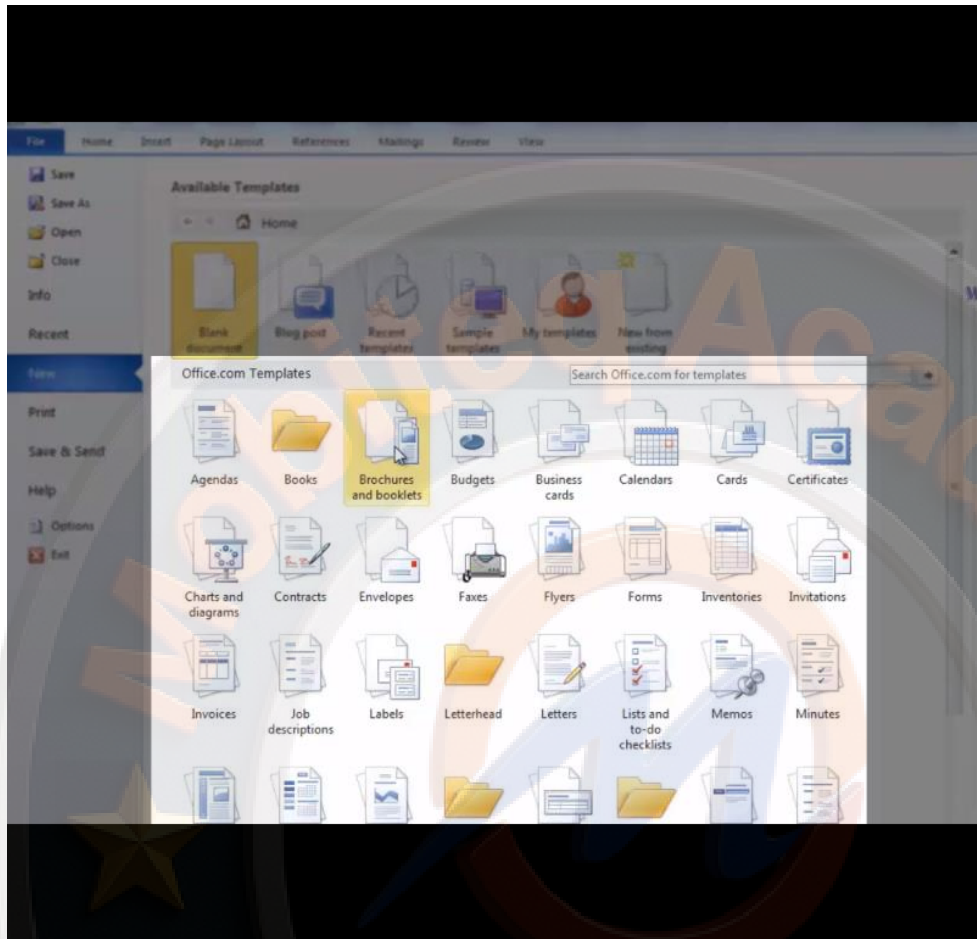 File Home Insert Page Layout References Mailings Review View
Save
Save As
Open
Close
Info
Recent
New
Print
Save & Send
Help
Options
Exit
Available Templates
Home
Blank document
Blog post
Recent templates
Sample templates
My templates
New from existing
Office.com Templates
Search Office.com for templates
Agendas
Books
Brochures and booklets
Budgets
Business cards
Calendars
Cards
Certificates
Charts and diagrams
Contracts
Envelopes
Faxes
Flyers
Forms
Inventories
Invitations
Invoices
Job descriptions
Labels
Letterhead
Letters
Lists and to-do checklists
Memos
Minutes
Mobiteq Aca